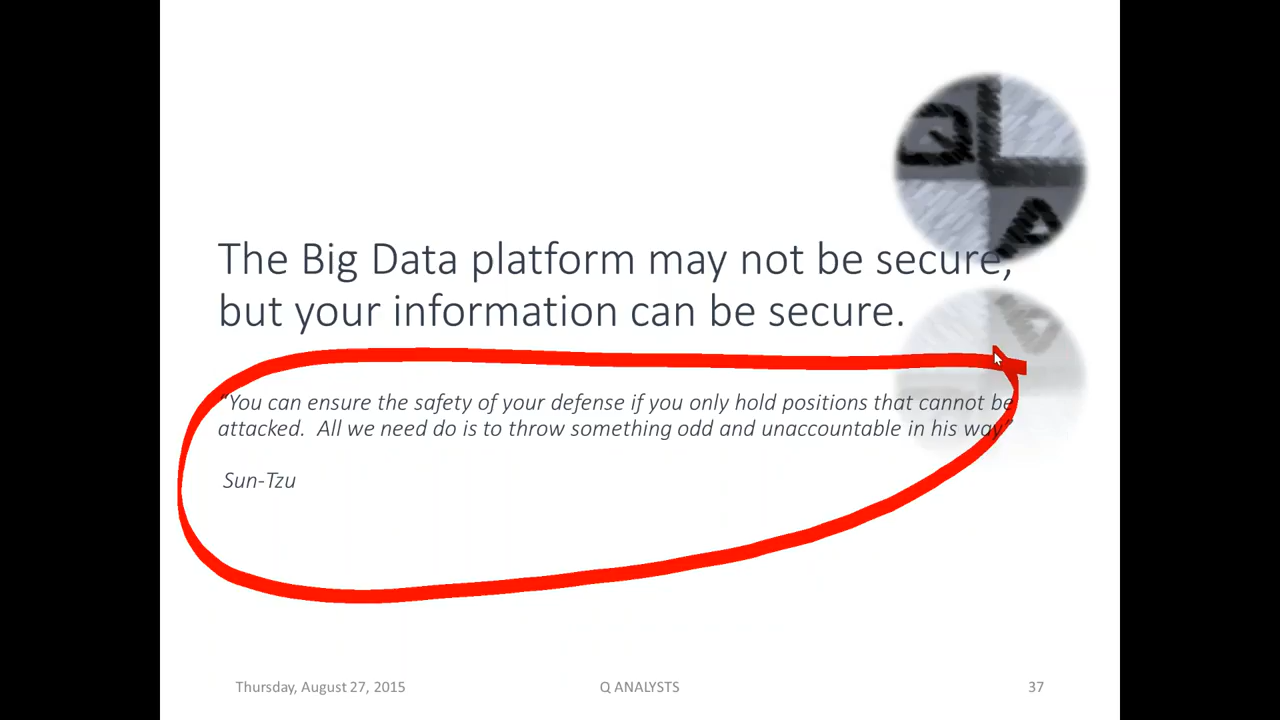 Q
A
The Big Data platform may not be secure,
but your information can be secure.
“You can ensure the safety of your defense if you only hold positions that cannot be
attacked.  All we need do is to throw something odd and unaccountable in his way”
Sun-Tzu
Thursday, August 27, 2015 Q ANALYSTS 37